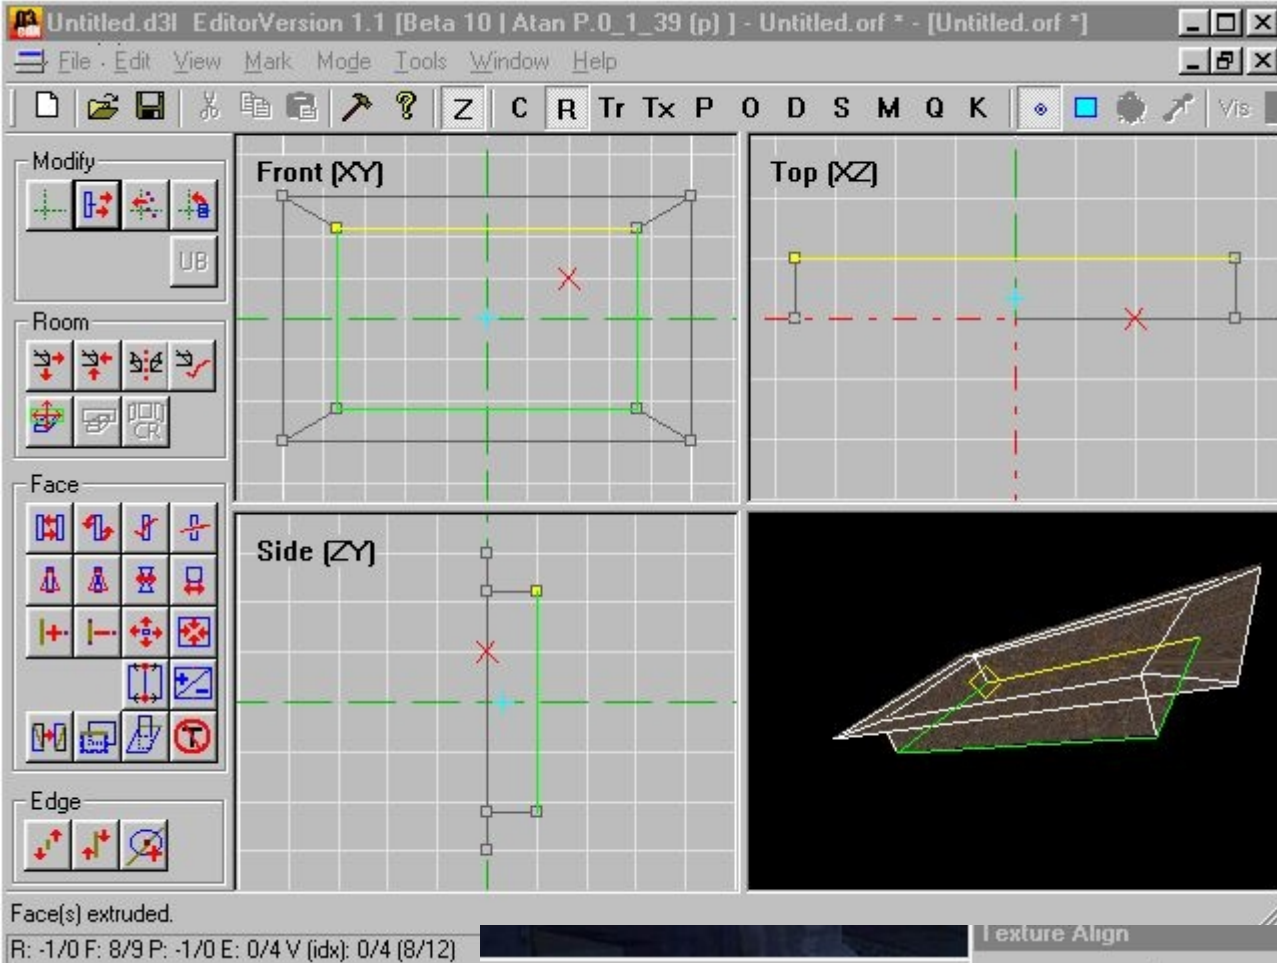 Untitled.d3l EditorVersion 1.1 [Beta 10 | Atan P.0_1_39 (p) ] - Untitled.orf * - [Untitled.orf *]
File Edit View Mark Mode Tools Window Help
Z C R Tr Tx P O D S M Q K Vis
Modify
UB
Room
CR
Face
T
Edge
Front (XY)
Top (XZ)
Side (ZY)
Face(s) extruded.
R: -1/0 F: 8/9 P: -1/0 E: 0/4 V (idx): 0/4 (8/12)
Texture Align